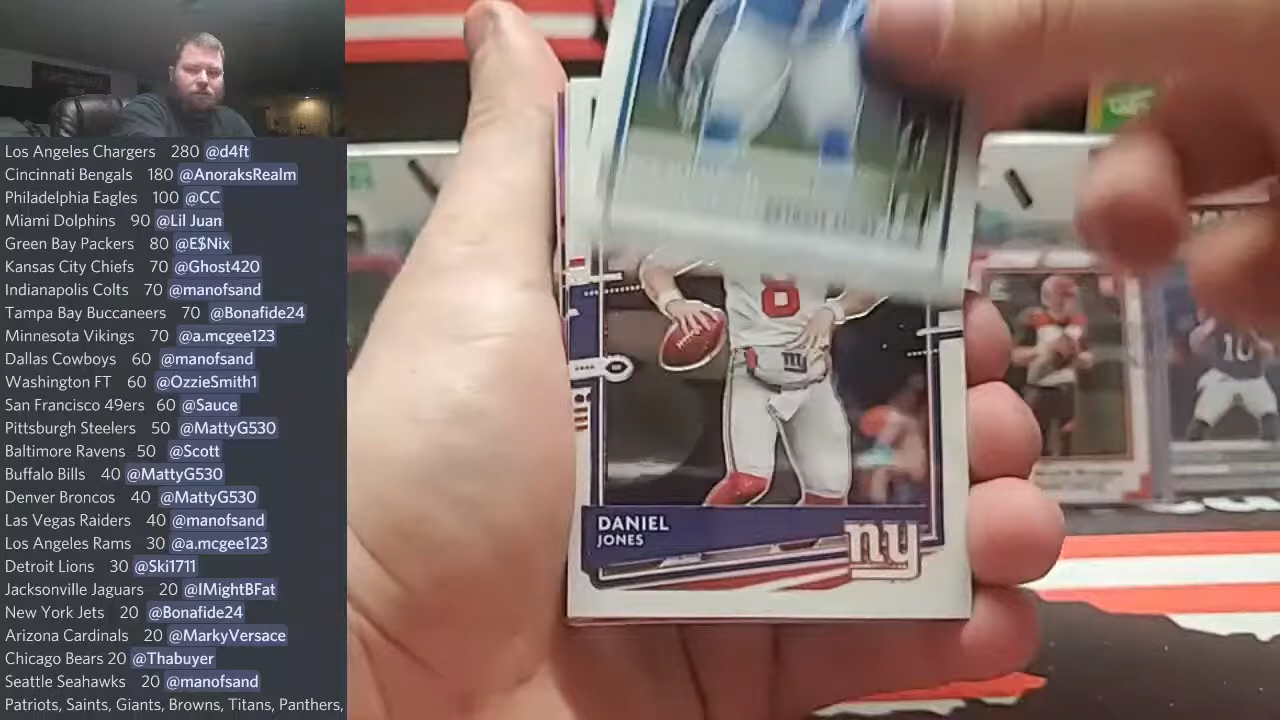 Los Angeles Chargers 280 @d4ft
Cincinnati Bengals 180 @AnoraksRealm
Philadelphia Eagles 100 @CC
Miami Dolphins 90 @Lil Juan
Green Bay Packers 80 @E$Nix
Kansas City Chiefs 70 @Ghost420
Indianapolis Colts 70 @manofsand
Tampa Bay Buccaneers 70 @Bonafide24
Minnesota Vikings 70 @a.mcgee123
Dallas Cowboys 60 @manofsand
Washington FT 60 @OzzieSmith1
San Francisco 49ers 60 @Sauce
Pittsburgh Steelers 50 @MattyG530
Baltimore Ravens 50 @Scott
Buffalo Bills 40 @MattyG530
Denver Broncos 40 @MattyG530
Las Vegas Raiders 40 @manofsand
Los Angeles Rams 30 @a.mcgee123
Detroit Lions 30 @Ski1711
Jacksonville Jaguars 20 @IMightBFat
New York Jets 20 @Bonafide24
Arizona Cardinals 20 @MarkyVersace
Chicago Bears 20 @Thabuyer
Seattle Seahawks 20 @manofsand
Patriots, Saints, Giants, Browns, Titans, Panthers,
8
ny
DANIEL
JONES
ny
10